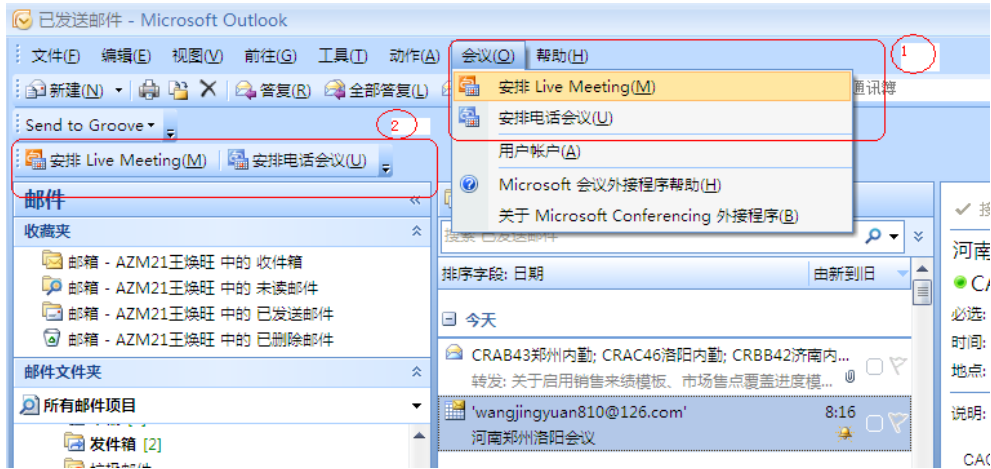 已发送邮件 - Microsoft Outlook
文件(F) 编辑(E) 视图(V) 前往(G) 工具(T) 动作(A) 会议(O) 帮助(H)
1
新建(N) 答复(R) 全部答复(L) 通讯簿
安排 Live Meeting(M)
安排电话会议(U)
用户帐户(A)
Microsoft 会议外接程序帮助(H)
关于 Microsoft Conferencing 外接程序(B)
Send to Groove
2
安排 Live Meeting(M) 安排电话会议(U)
邮件
收藏夹
邮箱 - AZM21王焕旺 中的 收件箱
邮箱 - AZM21王焕旺 中的 未读邮件
邮箱 - AZM21王焕旺 中的 已发送邮件
邮箱 - AZM21王焕旺 中的 已删除邮件
邮件文件夹
所有邮件项目
发件箱 [2]
垃圾邮件
搜索 已发送邮件
排序字段: 日期 由新到旧
今天
CRAB43郑州内勤; CRAC46洛阳内勤; CRBB42济南内...
转发: 关于启用销售来绩模板、市场售点覆盖进度模...
'wangjingyuan810@126.com' 8:16
河南郑州洛阳会议
河南
CA
必选:
时间:
地点:
说明:
CAC